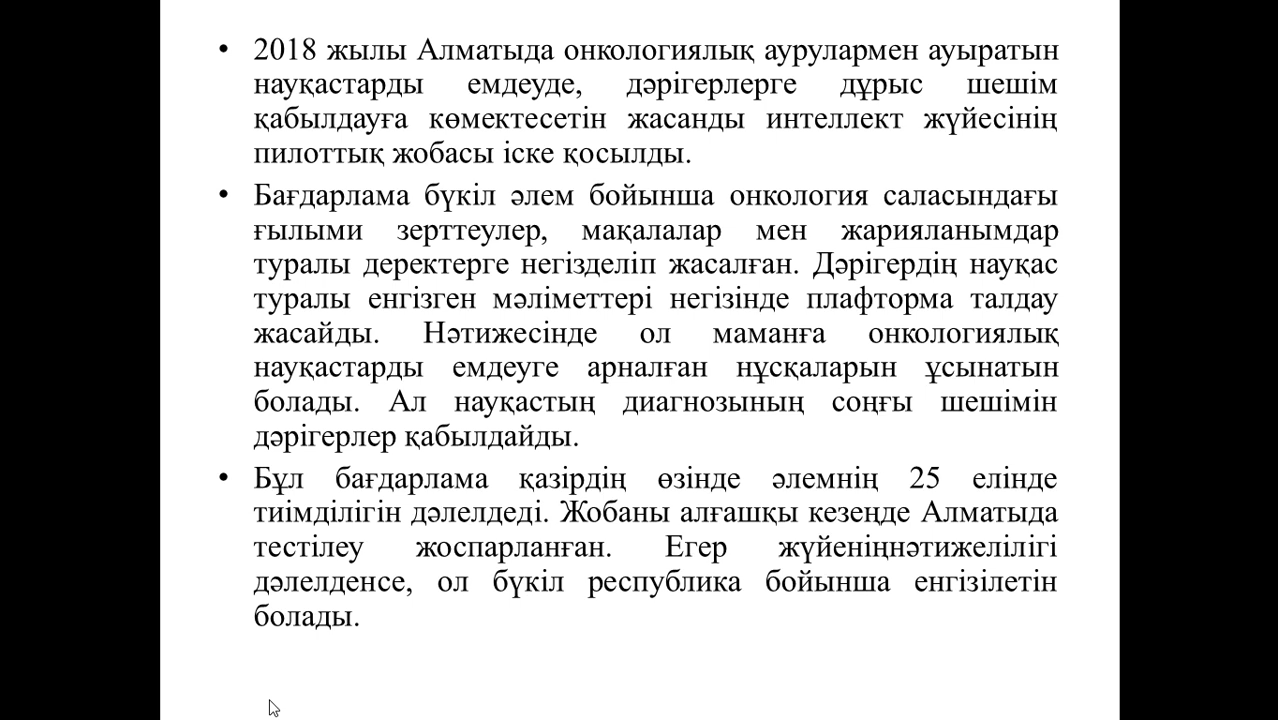 • 2018 жылы Алматыда онкологиялық аурулармен ауыратын
науқастарды емдеуде, дәрігерлерге дұрыс шешім
қабылдауға көмектесетін жасанды интеллект жүйесінің
пилоттық жобасы іске қосылды.
• Бағдарлама бүкіл әлем бойынша онкология саласындағы
ғылыми зерттеулер, мақалалар мен жарияланымдар
туралы деректерге негізделіп жасалған. Дәрігердің науқас
туралы енгізген мәліметтері негізінде плафторма талдау
жасайды. Нәтижесінде ол маманға онкологиялық
науқастарды емдеуге арналған нұсқаларын ұсынатын
болады. Ал науқастың диагнозының соңғы шешімін
дәрігерлер қабылдайды.
• Бұл бағдарлама қазірдің өзінде әлемнің 25 елінде
тиімділігін дәлелдеді. Жобаны алғашқы кезеңде Алматыда
тестілеу жоспарланған. Егер жүйеніңнәтижелілігі
дәлелденсе, ол бүкіл республика бойынша енгізілетін
болады.